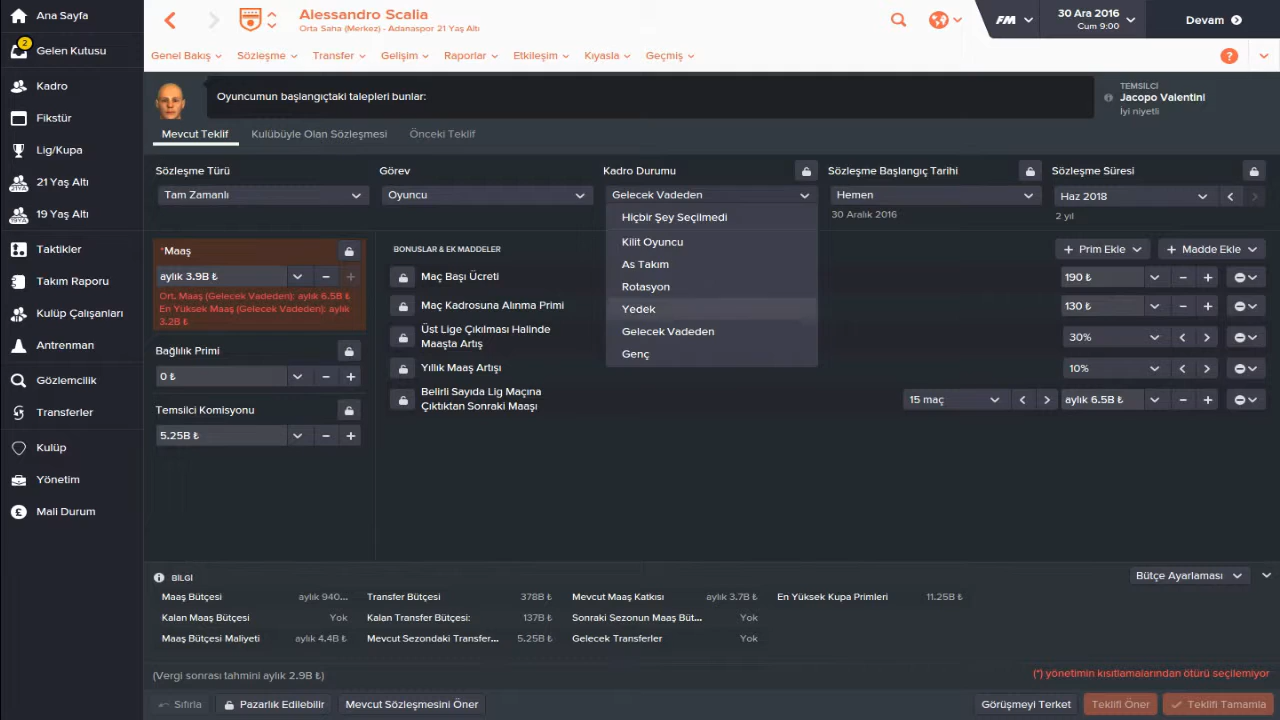 Ana Sayfa
2
Gelen Kutusu
Kadro
Fikstür
Lig/Kupa
21 Yaş Altı
19 Yaş Altı
Taktikler
Takım Raporu
Kulüp Çalışanları
Antrenman
Gözlemcilik
Transferler
Kulüp
Yönetim
Mali Durum
Alessandro Scalia
Orta Saha (Merkez) - Adanaspor 21 Yaş Altı
FM
30 Ara 2016
Cum 9:00
Devam
Genel Bakış
Sözleşme
Transfer
Gelişim
Raporlar
Etkileşim
Kıyasla
Geçmiş
?
Oyuncumun başlangıçtaki talepleri bunlar:
TEMSİLCİ
Jacopo Valentini
İyi niyetli
Mevcut Teklif
Kulübüyle Olan Sözleşmesi
Önceki Teklif
Sözleşme Türü
Tam Zamanlı
Görev
Oyuncu
Kadro Durumu
Gelecek Vadeden
Hiçbir Şey Seçilmedi
Kilit Oyuncu
As Takım
Rotasyon
Yedek
Gelecek Vadeden
Genç
Sözleşme Başlangıç Tarihi
Hemen
30 Aralık 2016
Sözleşme Süresi
Haz 2018
2 yıl
*Maaş
aylık 3.9B ₺
Ort. Maaş (Gelecek Vadeden): aylık 6.5B ₺
En Yüksek Maaş (Gelecek Vadeden): aylık
3.2B ₺
Bağlılık Primi
0 ₺
Temsilci Komisyonu
5.25B ₺
BONUSLAR & EK MADDELER
Prim Ekle
Madde Ekle
Maç Başı Ücreti
190 ₺
Maç Kadrosuna Alınma Primi
130 ₺
Üst Lige Çıkılması Halinde
Maaşta Artış
30%
Yıllık Maaş Artışı
10%
Belirli Sayıda Lig Maçına
Çıktıktan Sonraki Maaşı
15 maç
aylık 6.5B ₺
BİLGİ
Bütçe Ayarlaması
Maaş Bütçesi
aylık 940...
Transfer Bütçesi
378B ₺
Mevcut Maaş Katkısı
aylık 3.7B ₺
En Yüksek Kupa Primleri
11.25B ₺
Kalan Maaş Bütçesi
Yok
Kalan Transfer Bütçesi:
137B ₺
Sonraki Sezonun Maaş Büt...
Yok
Maaş Bütçesi Maliyeti
aylık 4.4B ₺
Mevcut Sezondaki Transfer...
5.25B ₺
Gelecek Transferler
Yok
(Vergi sonrası tahmini aylık 2.9B ₺)
(*) yönetimin kısıtlamalarından ötürü seçilemiyor
Sıfırla
Pazarlık Edilebilir
Mevcut Sözleşmesini Öner
Görüşmeyi Terket
Teklifi Öner
Teklifi Tamamla